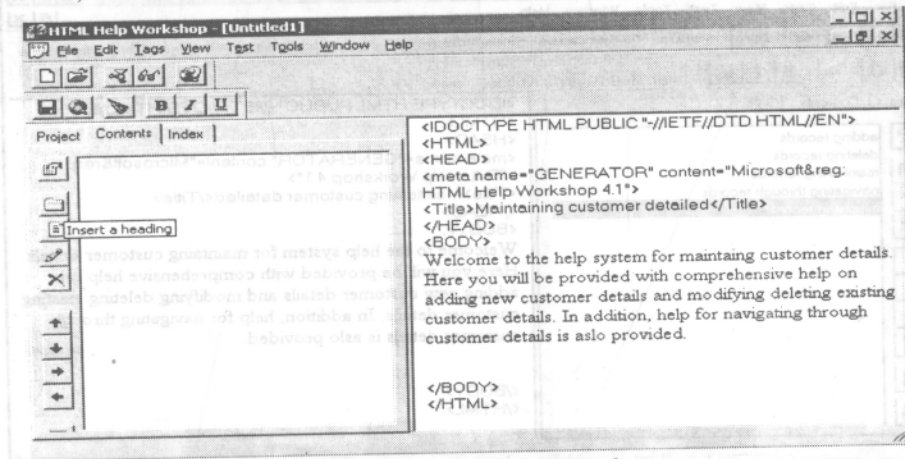 HTML Help Workshop - [Untitled1]
File Edit Tags View Test Tools Window Help
B I U
Project Contents Index
Insert a heading
<!DOCTYPE HTML PUBLIC "-//IETF//DTD HTML//EN">
<HTML>
<HEAD>
<meta name="GENERATOR" content="Microsoft&reg;
HTML Help Workshop 4.1">
<Title>Maintaining customer detailed</Title>
</HEAD>
<BODY>
Welcome to the help system for maintaing customer details.
Here you will be provided with comprehensive help on
adding new customer details and modifying deleting existing
customer details. In addition, help for navigating through
customer details is aslo provided.
</BODY>
</HTML>